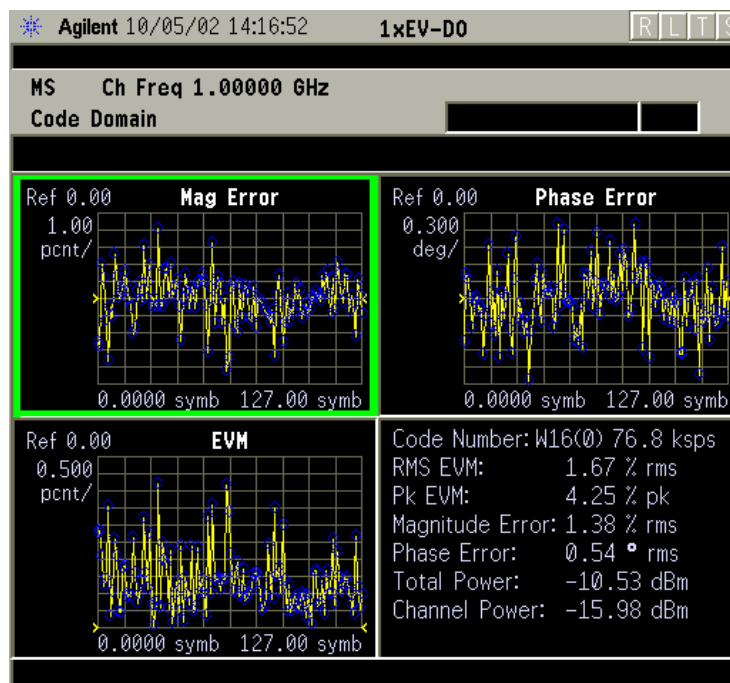 Agilent 10/05/02 14:16:52 1xEV-DO R L T S
MS Ch Freq 1.00000 GHz
Code Domain
Ref 0.00 Mag Error
1.00
pcnt/
0.0000 symb 127.00 symb
Ref 0.00 Phase Error
0.300
deg/
0.0000 symb 127.00 symb
Ref 0.00 EVM
0.500
pcnt/
0.0000 symb 127.00 symb
Code Number: W16(0) 76.8 ksps
RMS EVM: 1.67 % rms
Pk EVM: 4.25 % pk
Magnitude Error: 1.38 % rms
Phase Error: 0.54 ° rms
Total Power: -10.53 dBm
Channel Power: -15.98 dBm